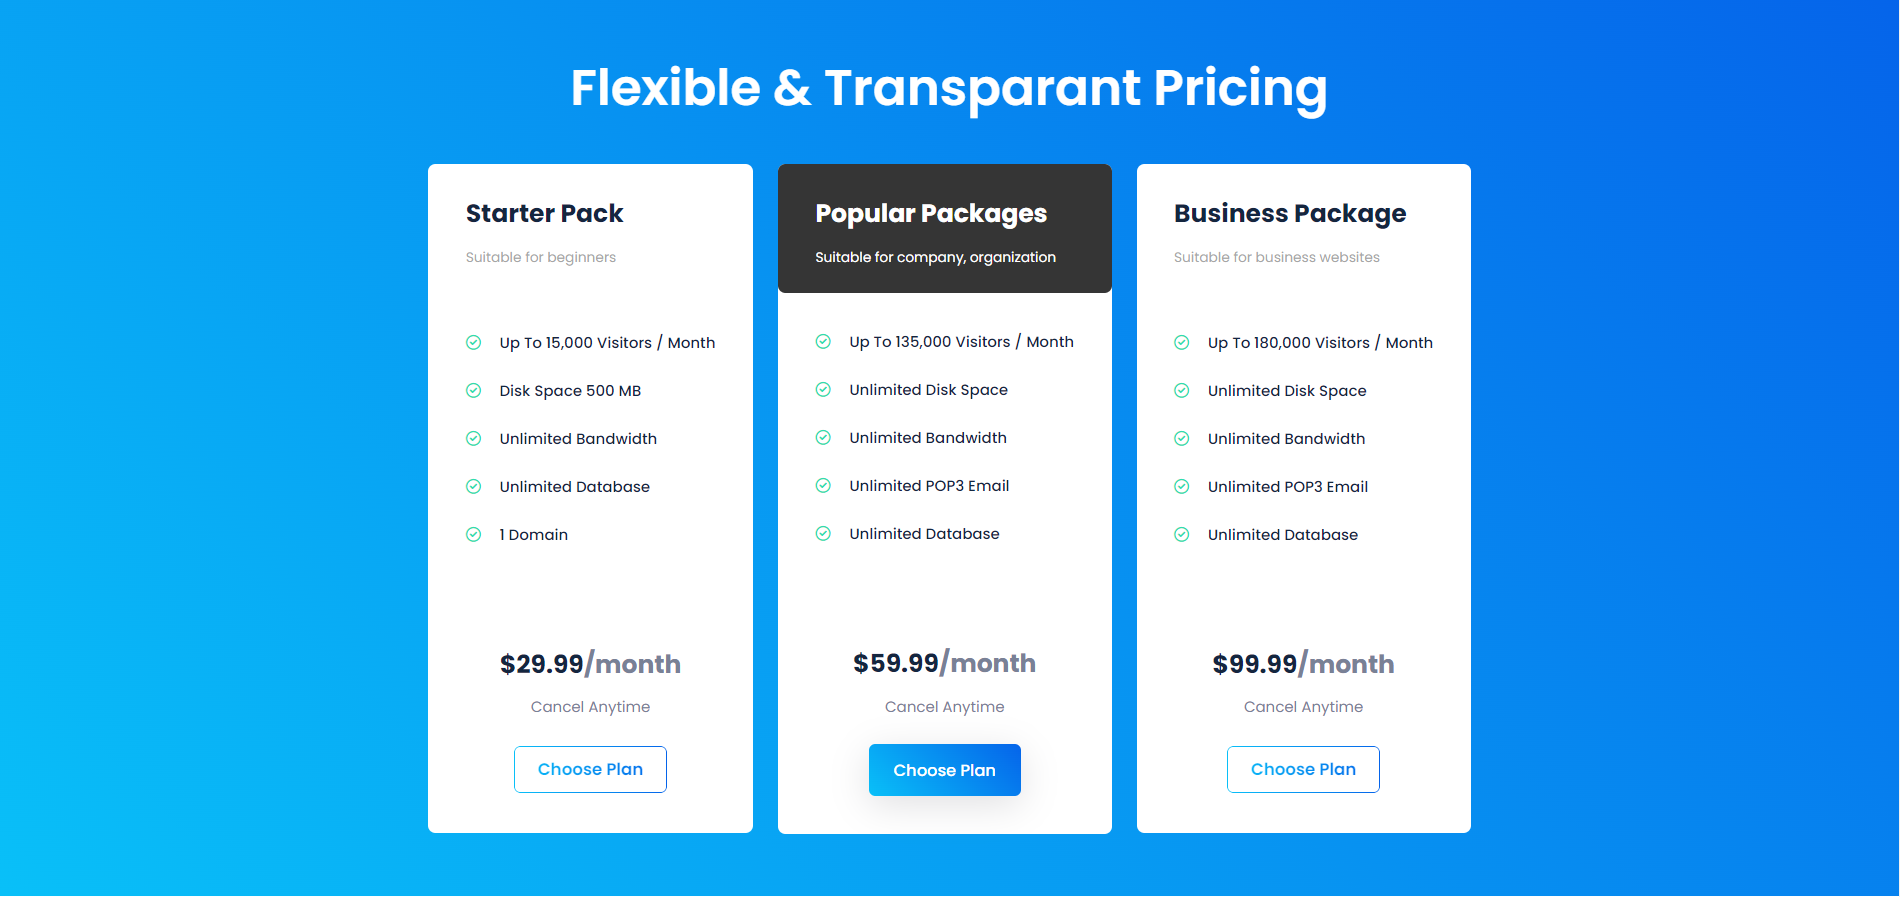 Flexible & Transparant Pricing
Starter Pack
Suitable for beginners
Up To 15,000 Visitors / Month
Disk Space 500 MB
Unlimited Bandwidth
Unlimited Database
1 Domain
$29.99/month
Cancel Anytime
Choose Plan
Popular Packages
Suitable for company, organization
Up To 135,000 Visitors / Month
Unlimited Disk Space
Unlimited Bandwidth
Unlimited POP3 Email
Unlimited Database
$59.99/month
Cancel Anytime
Choose Plan
Business Package
Suitable for business websites
Up To 180,000 Visitors / Month
Unlimited Disk Space
Unlimited Bandwidth
Unlimited POP3 Email
Unlimited Database
$99.99/month
Cancel Anytime
Choose Plan